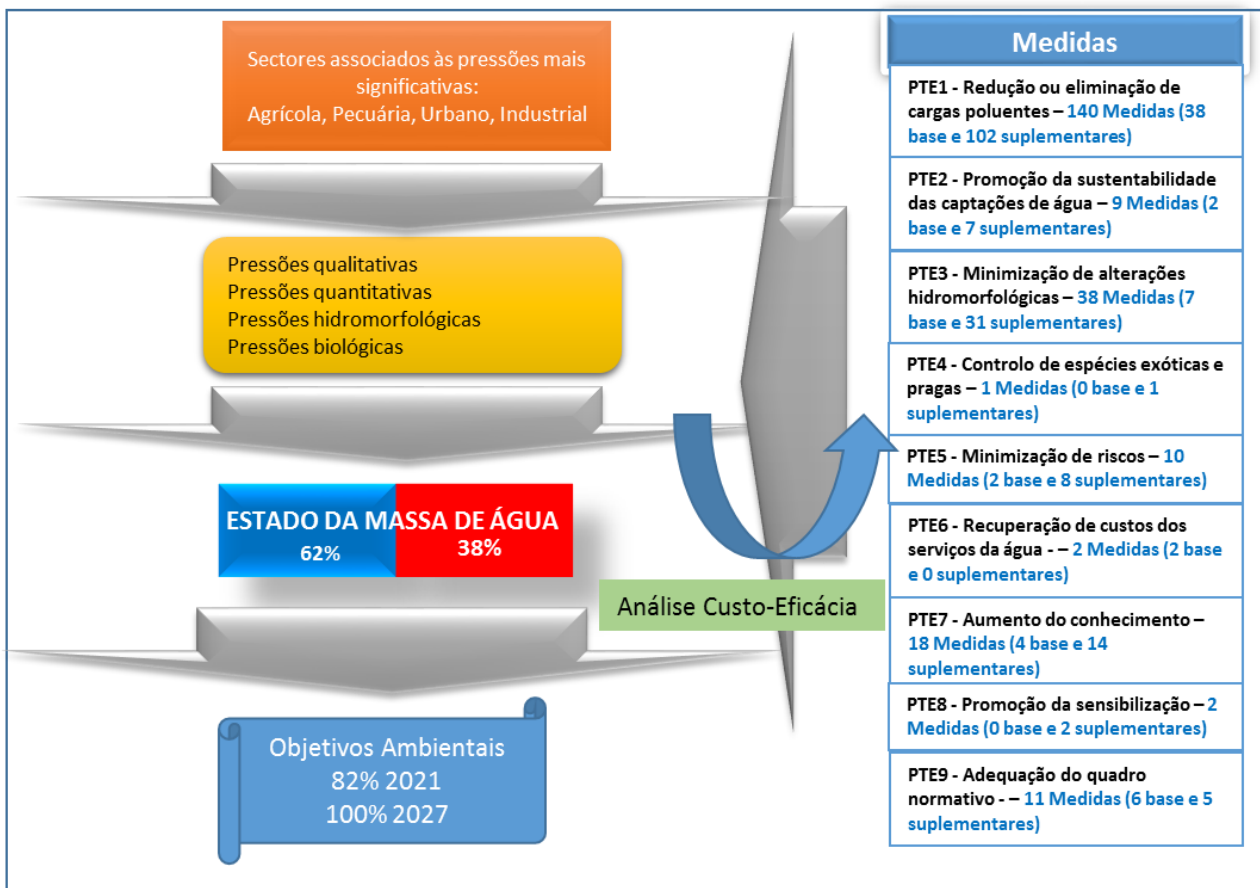 Sectores associados às pressões mais
significativas:
Agrícola, Pecuária, Urbano, Industrial
Pressões qualitativas
Pressões quantitativas
Pressões hidromorfológicas
Pressões biológicas
ESTADO DA MASSA DE ÁGUA
62% 38%
Análise Custo-Eficácia
Objetivos Ambientais
82% 2021
100% 2027
Medidas
PTE1 - Redução ou eliminação de
cargas poluentes – 140 Medidas (38
base e 102 suplementares)
PTE2 - Promoção da sustentabilidade
das captações de água – 9 Medidas (2
base e 7 suplementares)
PTE3 - Minimização de alterações
hidromorfológicas – 38 Medidas (7
base e 31 suplementares)
PTE4 - Controlo de espécies exóticas e
pragas – 1 Medidas (0 base e 1
suplementares)
PTE5 - Minimização de riscos – 10
Medidas (2 base e 8 suplementares)
PTE6 - Recuperação de custos dos
serviços da água - – 2 Medidas (2 base
e 0 suplementares)
PTE7 - Aumento do conhecimento –
18 Medidas (4 base e 14
suplementares)
PTE8 - Promoção da sensibilização – 2
Medidas (0 base e 2 suplementares)
PTE9 - Adequação do quadro
normativo - – 11 Medidas (6 base e 5
suplementares)